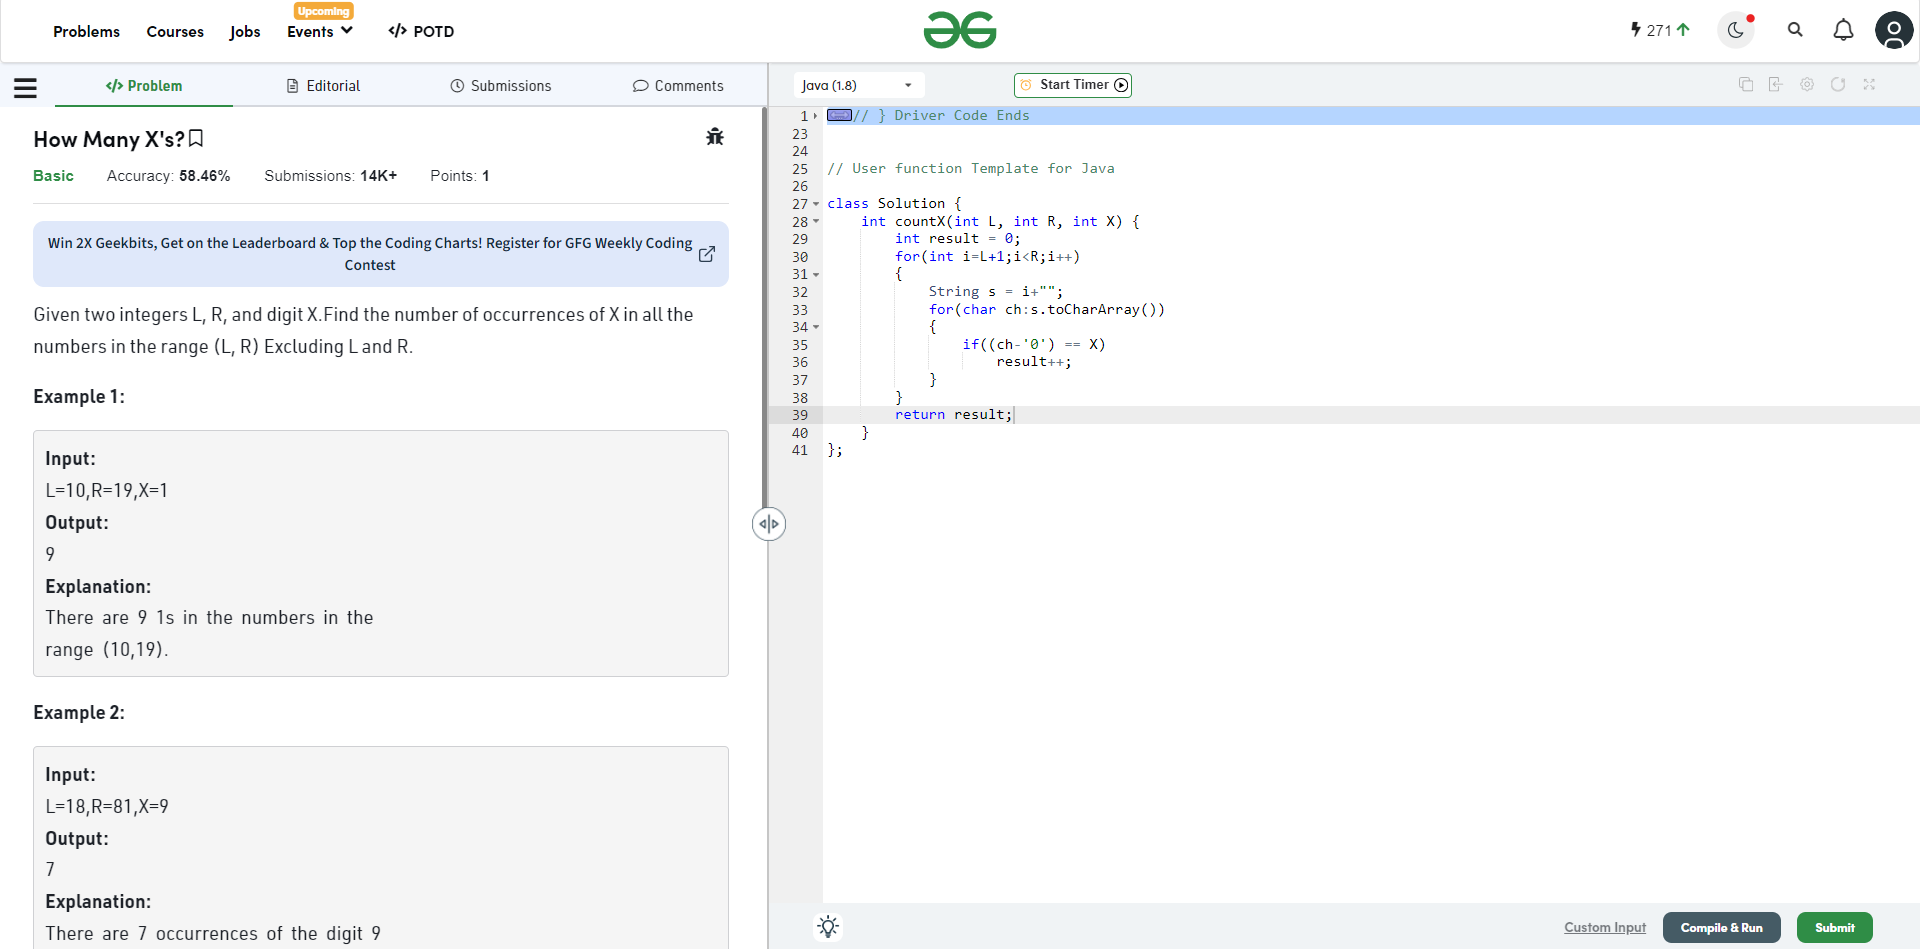 Upcoming
Problems Courses Jobs Events </> POTD
271
</> Problem Editorial Submissions Comments
Java (1.8) Start Timer
How Many X's?
Basic Accuracy: 58.46% Submissions: 14K+ Points: 1
Win 2X Geekbits, Get on the Leaderboard & Top the Coding Charts! Register for GFG Weekly Coding
Contest
Given two integers L, R, and digit X.Find the number of occurrences of X in all the
numbers in the range (L, R) Excluding L and R.
Example 1:
Input:
L=10,R=19,X=1
Output:
9
Explanation:
There are 9 1s in the numbers in the
range (10,19).
Example 2:
Input:
L=18,R=81,X=9
Output:
7
Explanation:
There are 7 occurrences of the digit 9
1 // } Driver Code Ends
23
24
25 // User function Template for Java
26
27 class Solution {
28 int countX(int L, int R, int X) {
29 int result = 0;
30 for(int i=L+1;i<R;i++)
31 {
32 String s = i+"";
33 for(char ch:s.toCharArray())
34 {
35 if((ch-'0') == X)
36 result++;
37 }
38 }
39 return result;
40 }
41 };
Custom Input Compile & Run Submit